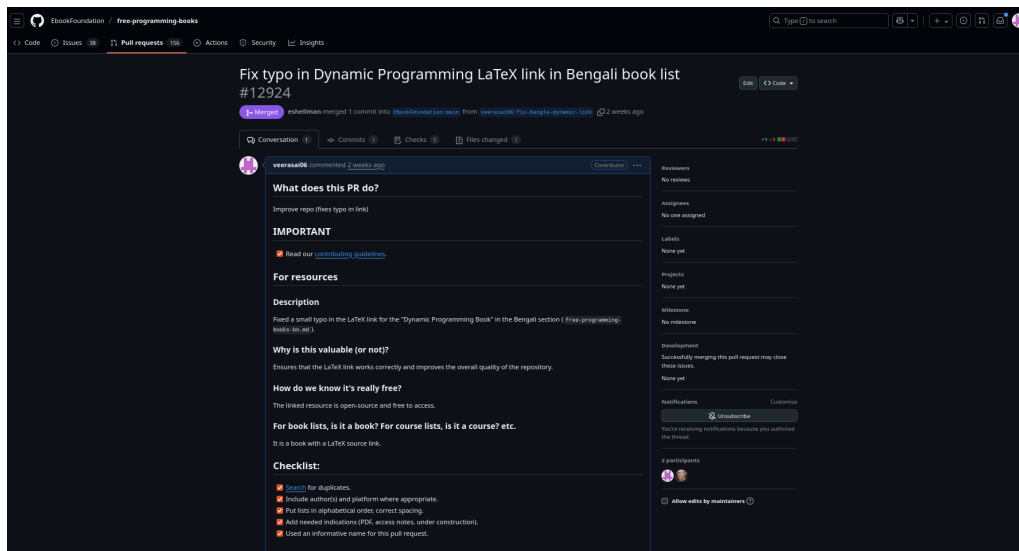 EbookFoundation / free-programming-books
Type / to search
Code
Issues 38
Pull requests 156
Actions
Security
Insights
Fix typo in Dynamic Programming LaTeX link in Bengali book list
#12924
Edit
<> Code
Merged eshellman merged 1 commit into EbookFoundation:main from veerasai06:fix-bangla-dynamic-link 2 weeks ago
Conversation 1
Commits 1
Checks 5
Files changed 1
+1 −1
veerasai06 commented 2 weeks ago
Contributor
What does this PR do?
Improve repo (fixes typo in link)
IMPORTANT
Read our contributing guidelines.
For resources
Description
Fixed a small typo in the LaTeX link for the "Dynamic Programming Book" in the Bengali section ( free-programming-
books-bn.md ).
Why is this valuable (or not)?
Ensures that the LaTeX link works correctly and improves the overall quality of the repository.
How do we know it's really free?
The linked resource is open-source and free to access.
For book lists, is it a book? For course lists, is it a course? etc.
It is a book with a LaTeX source link.
Checklist:
Search for duplicates.
Include author(s) and platform where appropriate.
Put lists in alphabetical order, correct spacing.
Add needed indications (PDF, access notes, under construction).
Used an informative name for this pull request.
Reviewers
No reviews
Assignees
No one assigned
Labels
None yet
Projects
None yet
Milestone
No milestone
Development
Successfully merging this pull request may close
these issues.
None yet
Notifications
Customize
Unsubscribe
You're receiving notifications because you authored
the thread.
2 participants
Allow edits by maintainers